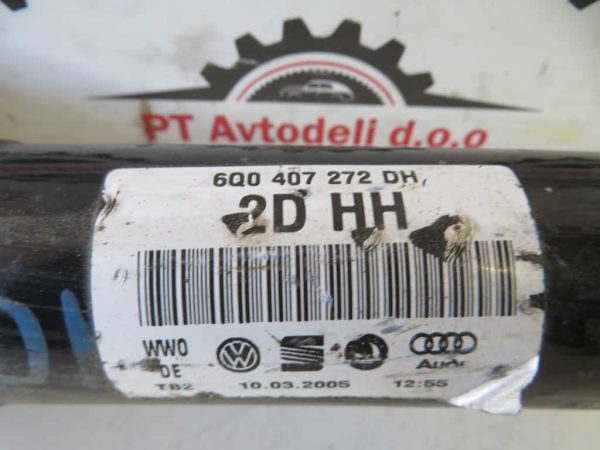 PT Avtodeli d.o.o
6Q0 407 272 DH
2D HH
WWO
DE
Audi
TB2 10.03.2005 12:55